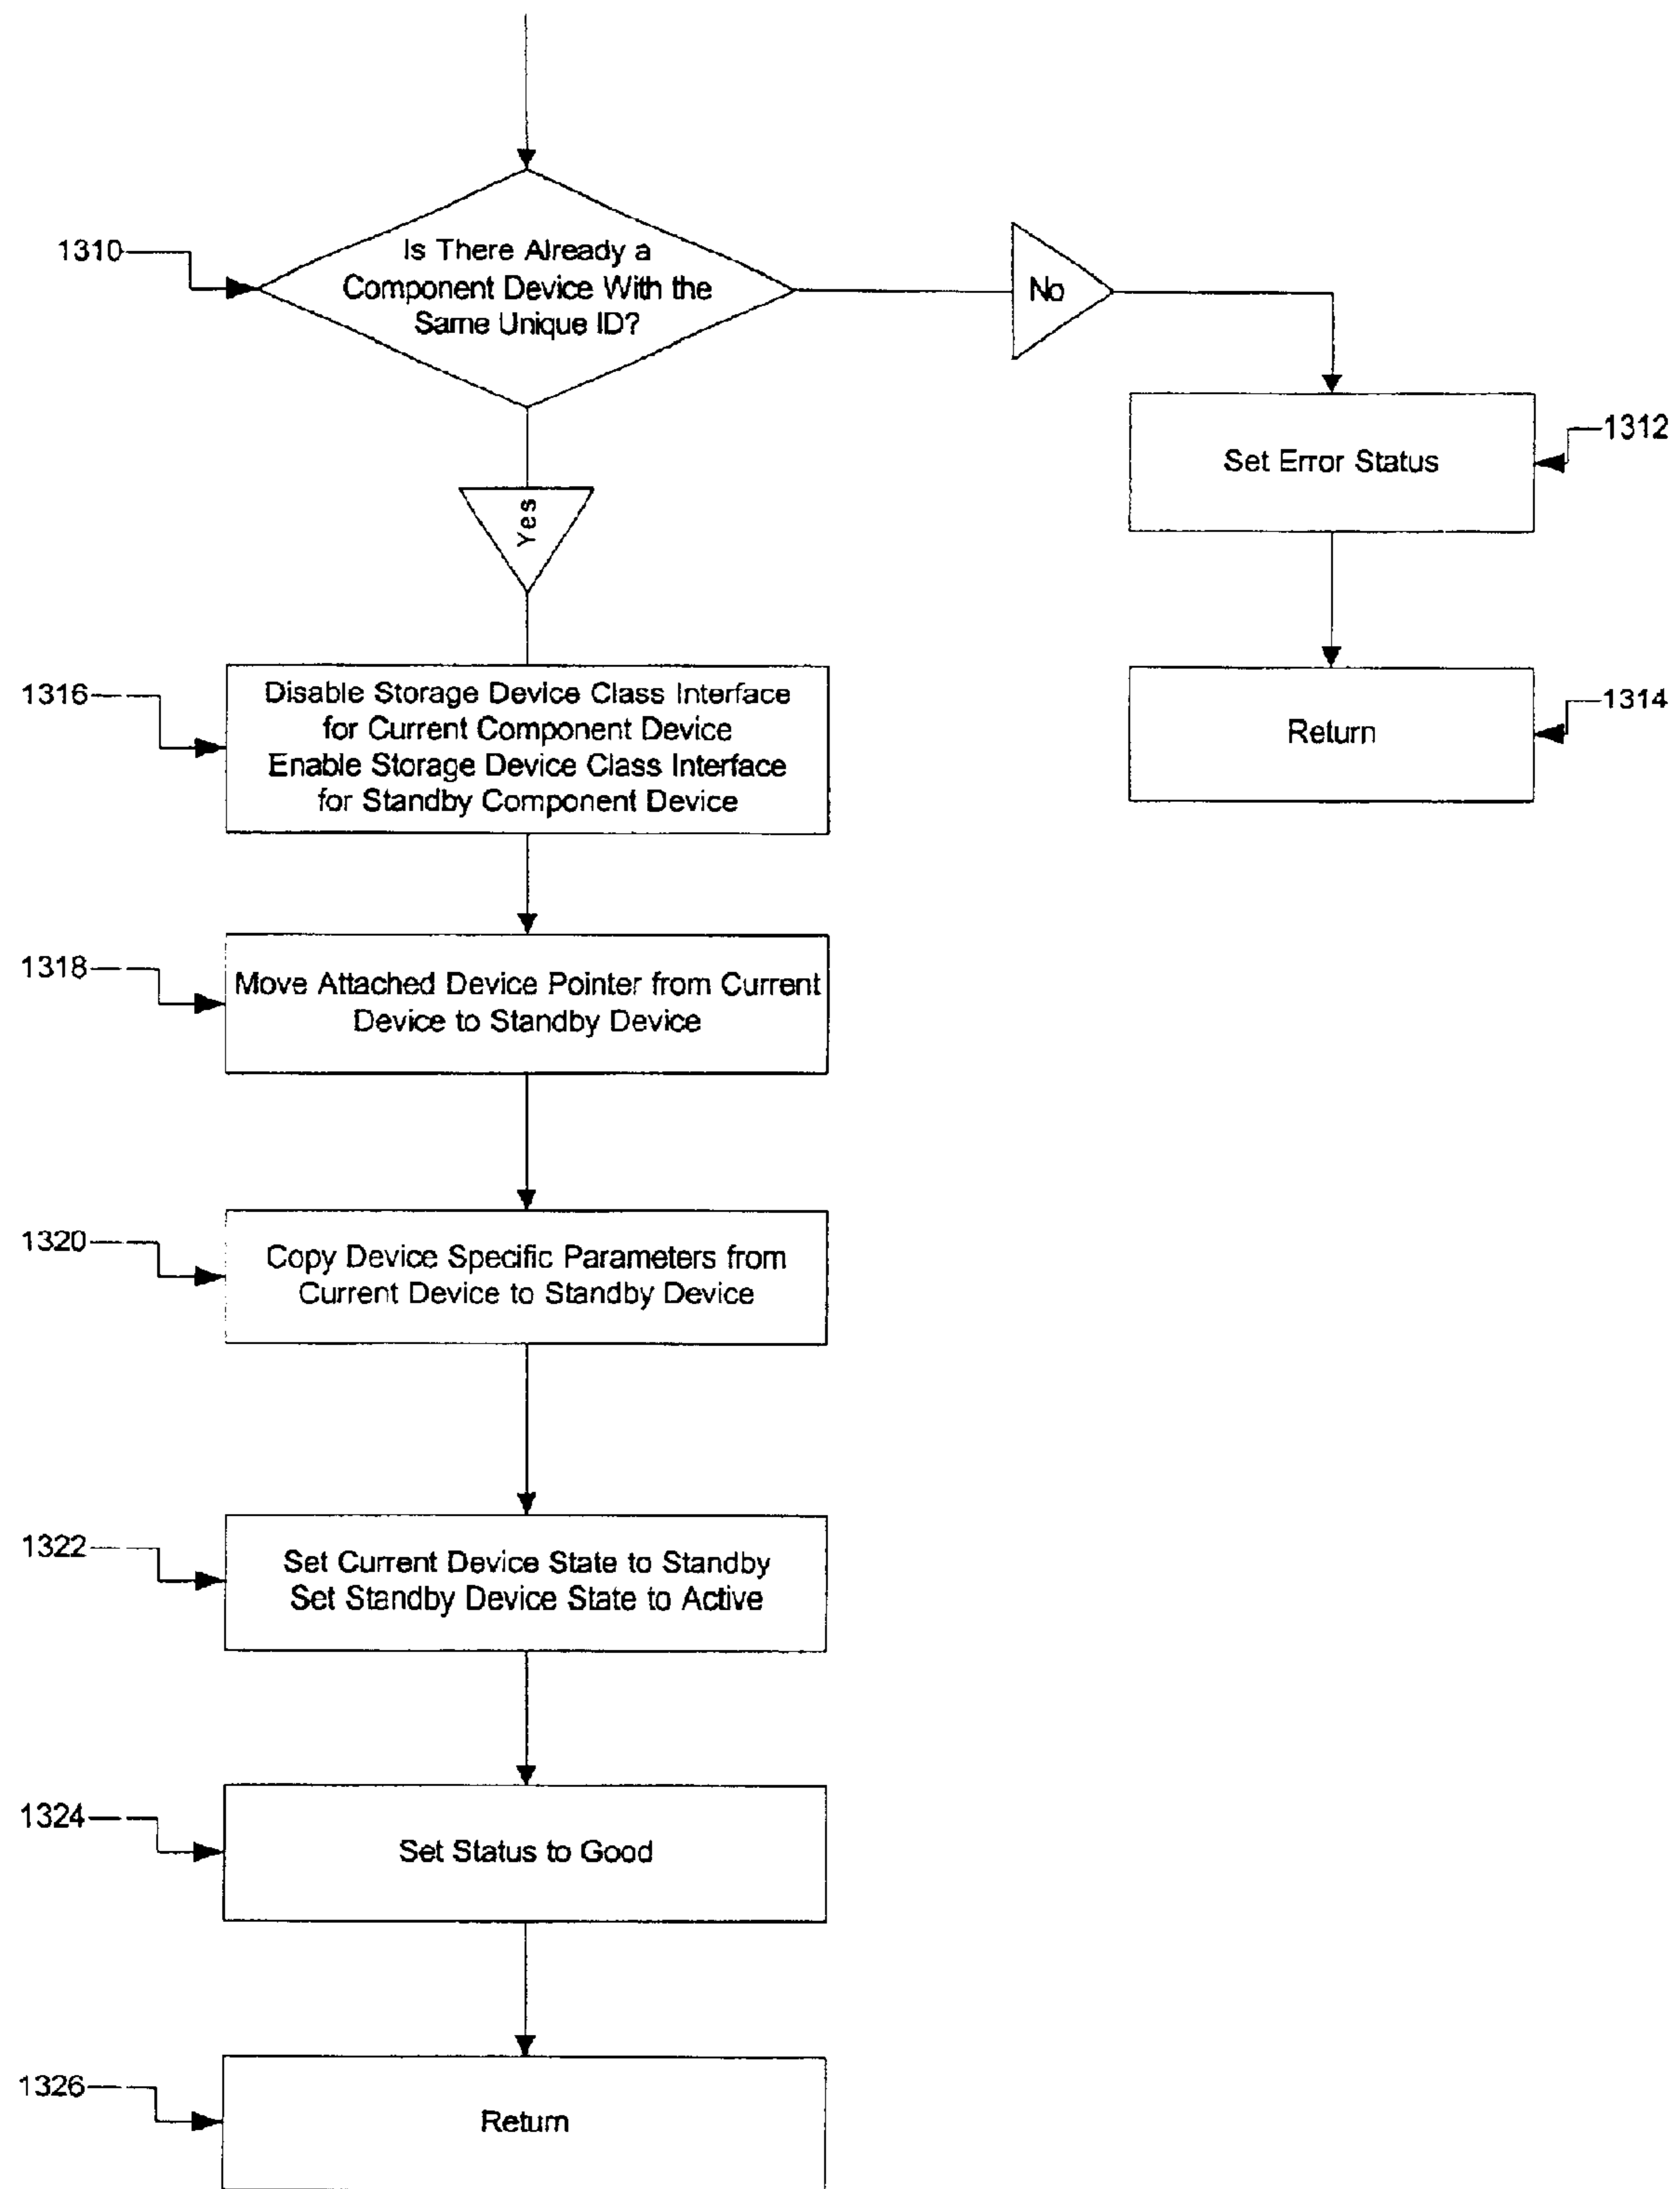 1310
Is There Already a
Component Device With the
Same Unique ID?
No
1312
Set Error Status
Yes
1316
Disable Storage Device Class Interface
for Current Component Device
Enable Storage Device Class Interface
for Standby Component Device
1314
Return
1318
Move Attached Device Pointer from Current
Device to Standby Device
1320
Copy Device Specific Parameters from
Current Device to Standby Device
1322
Set Current Device State to Standby
Set Standby Device State to Active
1324
Set Status to Good
1326
Return